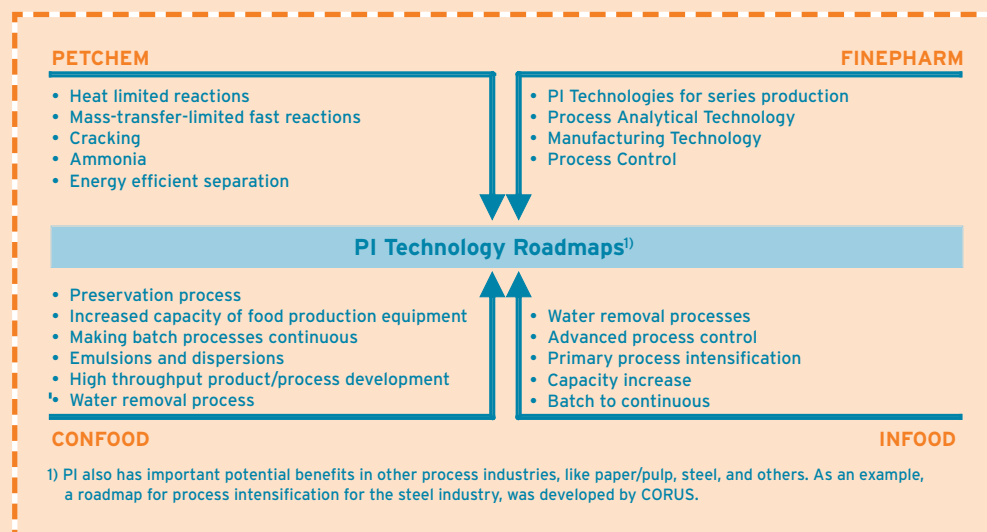 PETCHEM
• Heat limited reactions
• Mass-transfer-limited fast reactions
• Cracking
• Ammonia
• Energy efficient separation
FINEPHARM
• PI Technologies for series production
• Process Analytical Technology
• Manufacturing Technology
• Process Control
PI Technology Roadmaps1)
• Preservation process
• Increased capacity of food production equipment
• Making batch processes continuous
• Emulsions and dispersions
• High throughput product/process development
'• Water removal process
CONFOOD
• Water removal processes
• Advanced process control
• Primary process intensification
• Capacity increase
• Batch to continuous
INFOOD
1) PI also has important potential benefits in other process industries, like paper/pulp, steel, and others. As an example,
a roadmap for process intensification for the steel industry, was developed by CORUS.